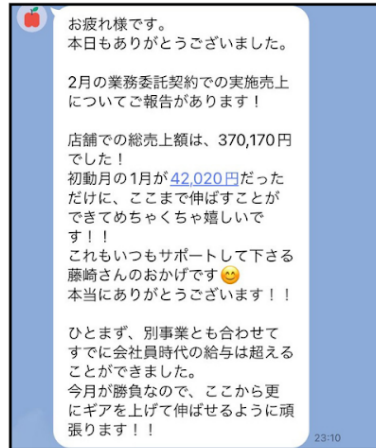 お疲れ様です。
本日もありがとうございました。
2月の業務委託契約での実施売上
についてご報告があります！
店舗での総売上額は、370,170円
でした！
初動月の1月が42,020円だった
だけに、ここまで伸ばすことが
できてめちゃくちゃ嬉しいで
す！！
これもいつもサポートして下さる
藤崎さんのおかげです😊
本当にありがとうございます！！
ひとまず、別事業とも合わせて
すでに会社員時代の給与は超える
ことができました。
今月が勝負なので、ここから更
にギアを上げて伸ばせるように頑
張ります！！
23:10